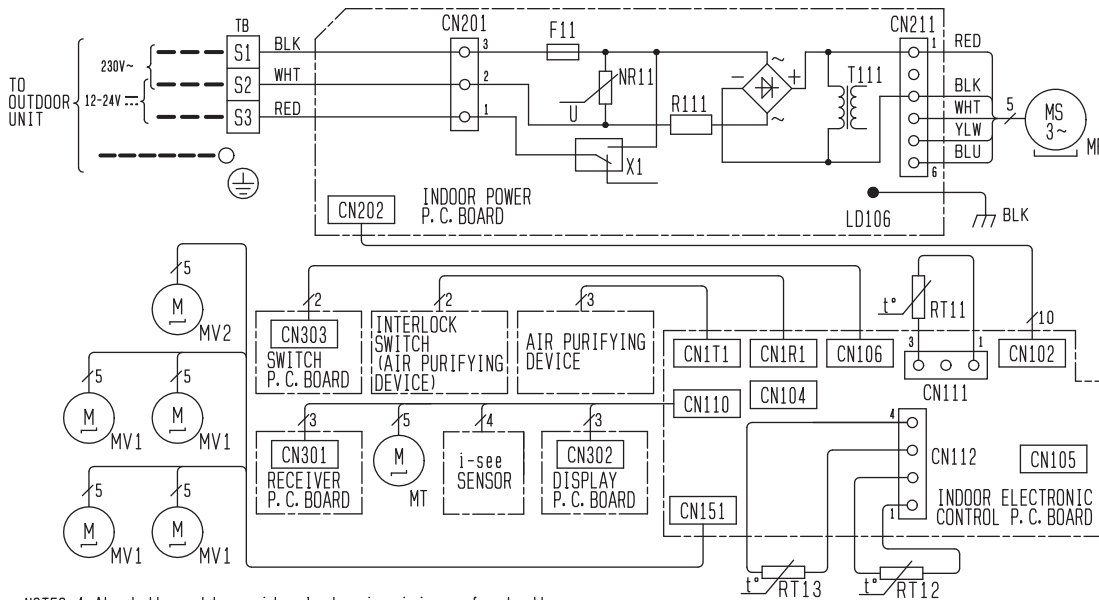 TB
CN201
F11
CN211
TO
OUTDOOR
UNIT
230V~
12-24V ⎓
S1
S2
S3
BLK
WHT
RED
3
2
1
NR11
U
R111
X1
~
~
−
+
T111
1
6
RED
BLK
WHT
YLW
BLU
5
MS
3~
INDOOR POWER
P.C.BOARD
CN202
LD106
BLK
5
M
MV2
2
2
3
t°
RT11
10
CN303
SWITCH
P.C.BOARD
INTERLOCK
SWITCH
(AIR PURIFYING
DEVICE)
AIR PURIFYING
DEVICE
CN1T1
CN1R1
CN106
3
1
CN111
CN102
5
M
MV1
5
M
MV1
CN110
CN104
3
CN301
RECEIVER
P.C.BOARD
5
M
MT
4
i-see
SENSOR
3
CN302
DISPLAY
P.C.BOARD
4
1
CN112
CN105
INDOOR ELECTRONIC
CONTROL P.C.BOARD
CN151
5
M
MV1
5
M
MV1
t°
RT13
t°
RT12